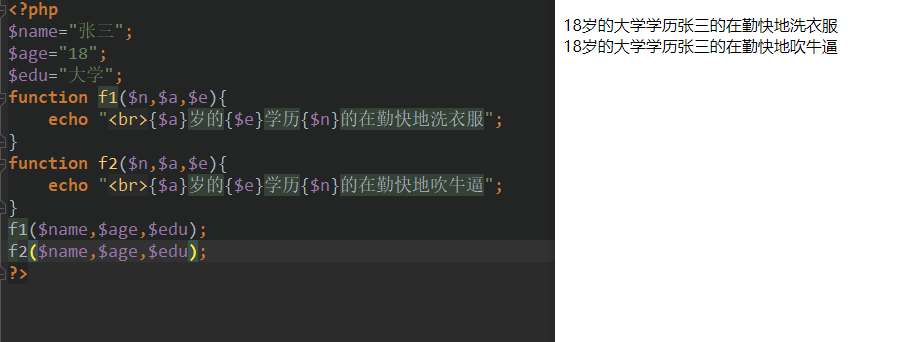 <?php
$name="张三";
$age="18";
$edu="大学";
function f1($n,$a,$e){
    echo "<br>{$a}岁的{$e}学历{$n}的在勤快地洗衣服";
}
function f2($n,$a,$e){
    echo "<br>{$a}岁的{$e}学历{$n}的在勤快地吹牛逼";
}
f1($name,$age,$edu);
f2($name,$age,$edu);
?>
18岁的大学学历张三的在勤快地洗衣服
18岁的大学学历张三的在勤快地吹牛逼